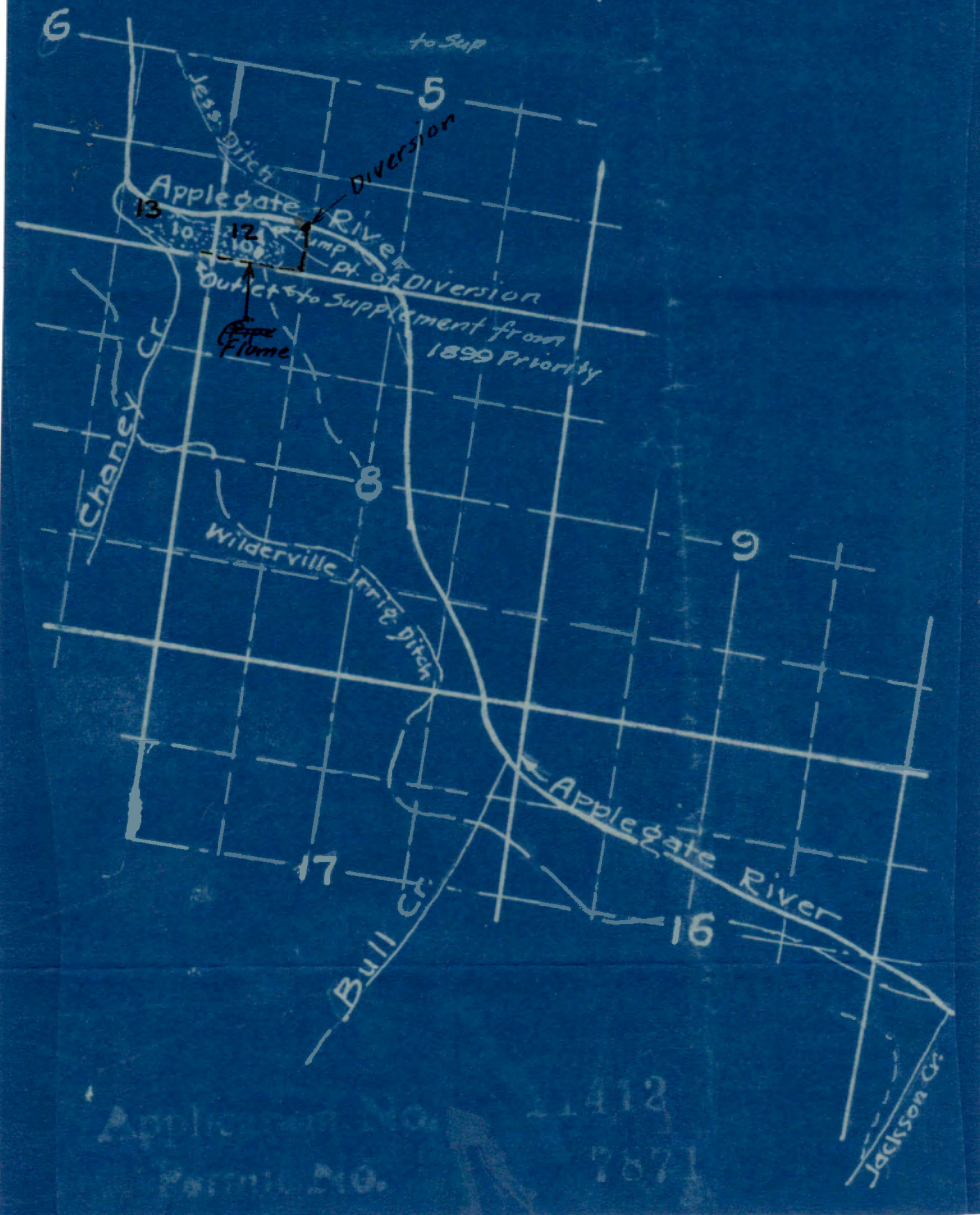 6
to Sup
5
Jess Ditch
Diversion
Applegate River
13
10
12
Pump
Pt. of Diversion
Outlet to Supplement from
1899 Priority
Flume
Chaney Cr.
8
9
Wilderville Irrig Ditch
Applegate River
17
16
Bull Cr.
Jackson Cr.
Application No. 11412
Permit No. 7871